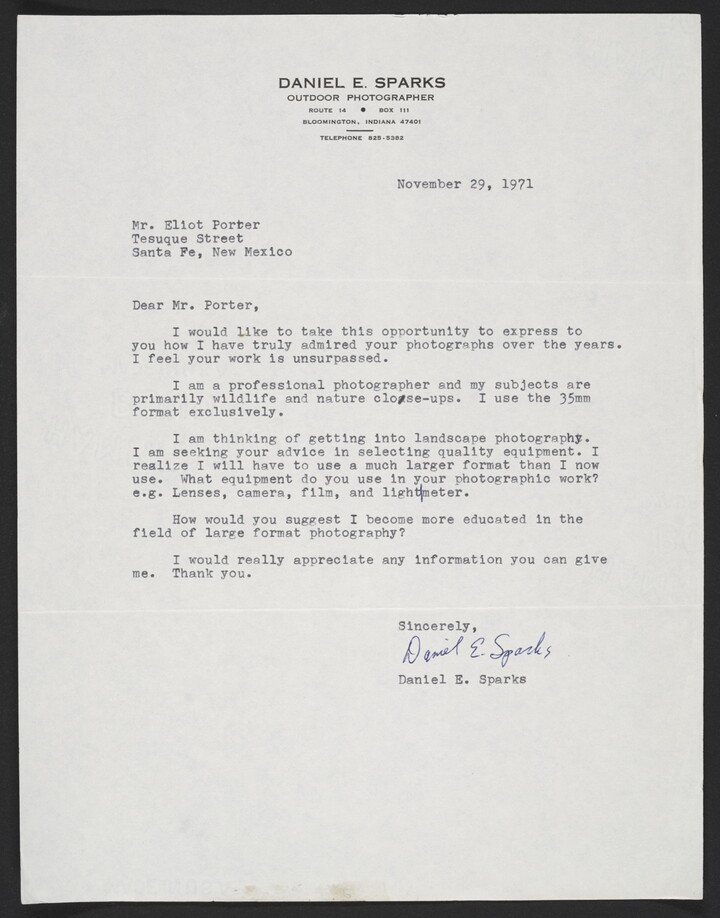 DANIEL E. SPARKS
OUTDOOR PHOTOGRAPHER
ROUTE 14 • BOX 111
BLOOMINGTON, INDIANA 47401
TELEPHONE 825-5382
November 29, 1971
Mr. Eliot Porter
Tesuque Street
Santa Fe, New Mexico
Dear Mr. Porter,
I would like to take this opportunity to express to
you how I have truly admired your photographs over the years.
I feel your work is unsurpassed.
I am a professional photographer and my subjects are
primarily wildlife and nature close-ups. I use the 35mm
format exclusively.
I am thinking of getting into landscape photography.
I am seeking your advice in selecting quality equipment. I
realize I will have to use a much larger format than I now
use. What equipment do you use in your photographic work?
e.g. Lenses, camera, film, and light meter.
How would you suggest I become more educated in the
field of large format photography?
I would really appreciate any information you can give
me. Thank you.
Sincerely,
Daniel E. Sparks
Daniel E. Sparks